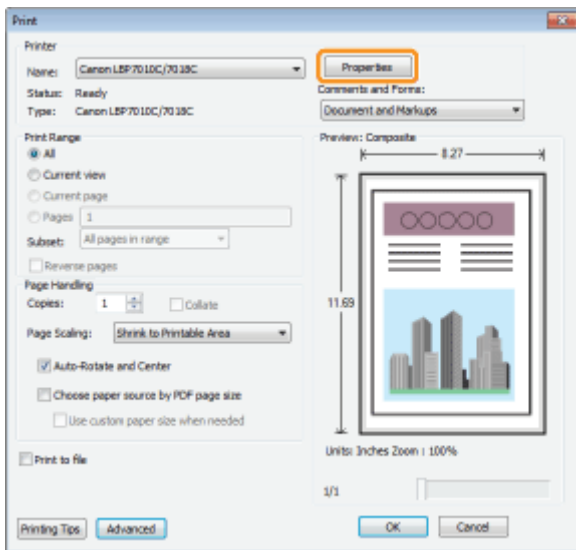 Print
Printer
Name: Canon LBP7010C/7018C
Properties
Status: Ready
Comments and Forms:
Type: Canon LBP7010C/7018C
Document and Markups
Print Range
All
Current view
Current page
Pages 1
Subset: All pages in range
Reverse pages
Page Handling
Copies: 1 Collate
Page Scaling: Shrink to Printable Area
Auto-Rotate and Center
Choose paper source by PDF page size
Use custom paper size when needed
Print to file
Preview: Composite
8.27
11.69
Units: Inches Zoom : 100%
1/1
Printing Tips Advanced OK Cancel